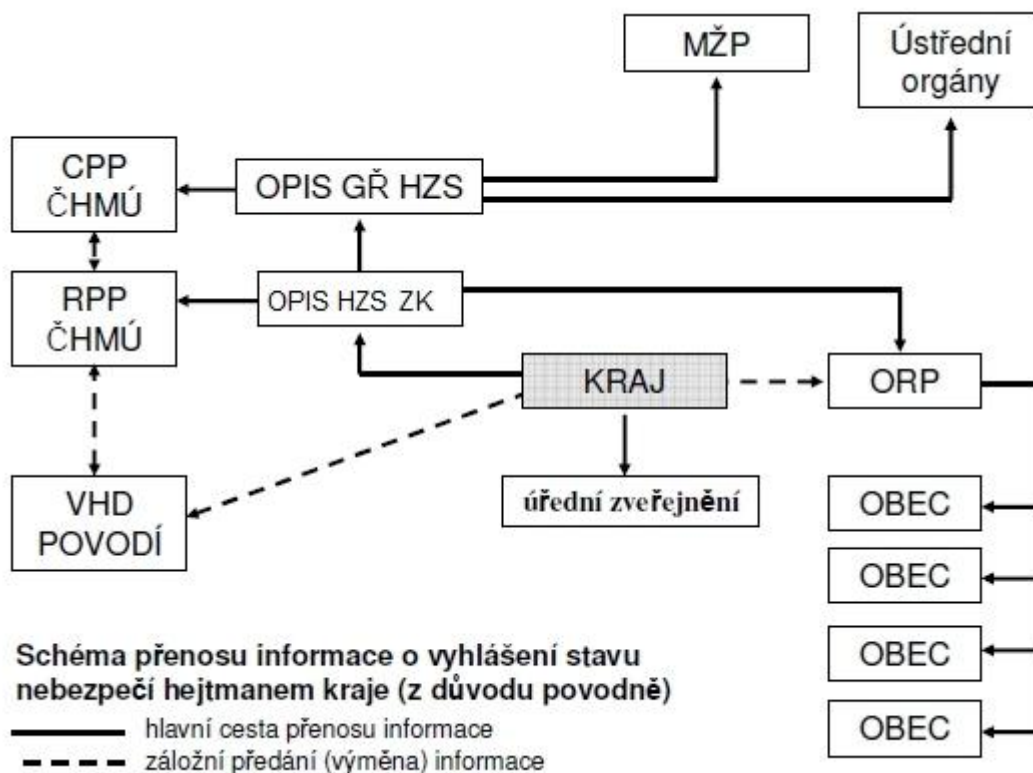 MŽP
Ústřední
orgány
CPP
ČHMÚ
OPIS GŘ HZS
RPP
ČHMÚ
OPIS HZS ZK
KRAJ
ORP
VHD
POVODÍ
úřední zveřejnění
OBEC
OBEC
OBEC
OBEC
Schéma přenosu informace o vyhlášení stavu
nebezpečí hejtmanem kraje (z důvodu povodně)
hlavní cesta přenosu informace
záložní předání (výměna) informace